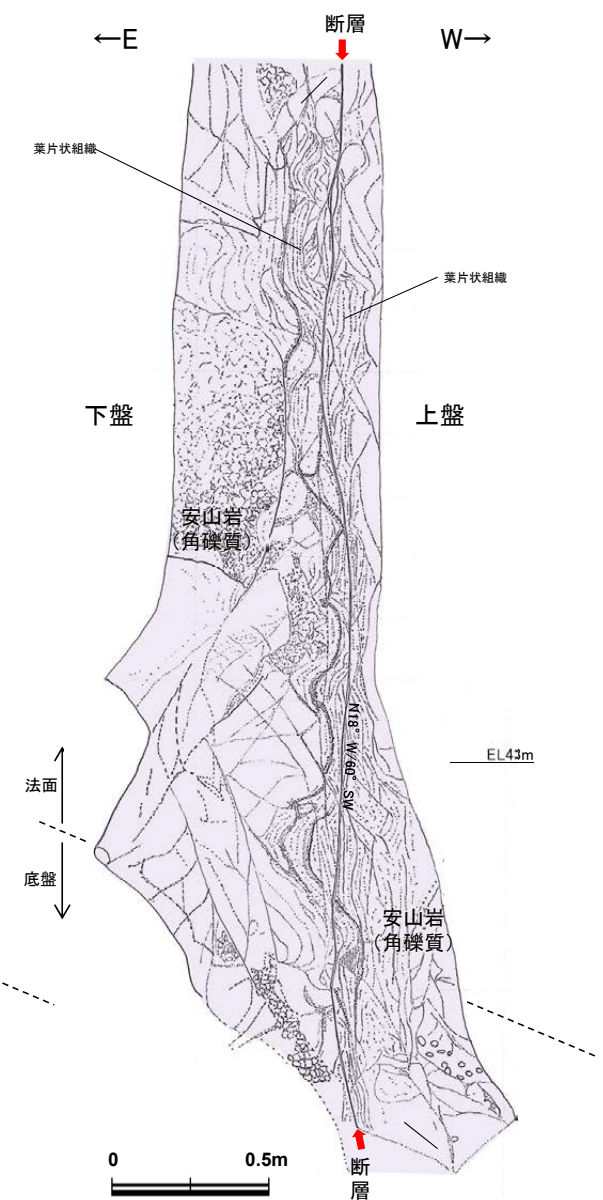 断層
←E
W→
葉片状組織
葉片状組織
下盤
上盤
安山岩
(角礫質)
N18°W/60°SW
EL43m
法面
底盤
安山岩
(角礫質)
0
0.5m
断
層